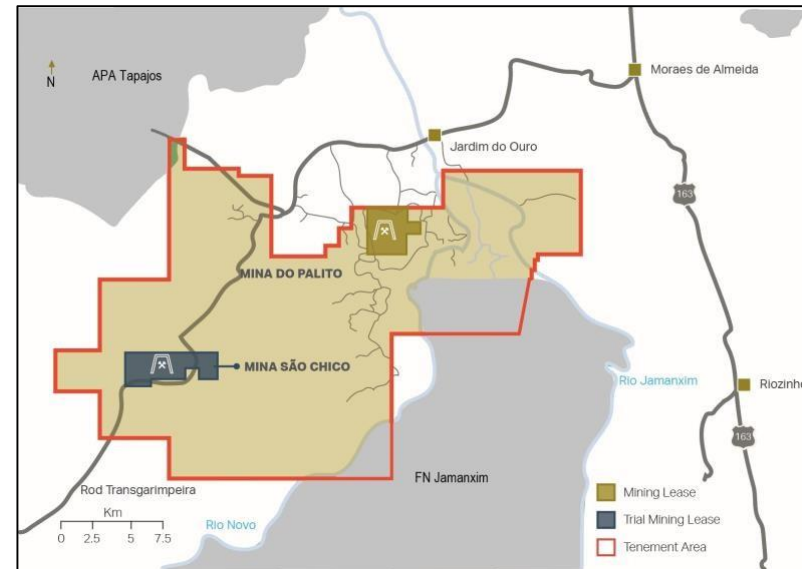 APA Tapajos
N
Moraes de Almeida
Jardim do Ouro
163
MINA DO PALITO
MINA SÃO CHICO
Rio Jamanxim
Riozinho
163
FN Jamanxim
Rod Transgarimpeira
Km
0 2.5 5 7.5 10
Rio Novo
Mining Lease
Trial Mining Lease
Tenement Area